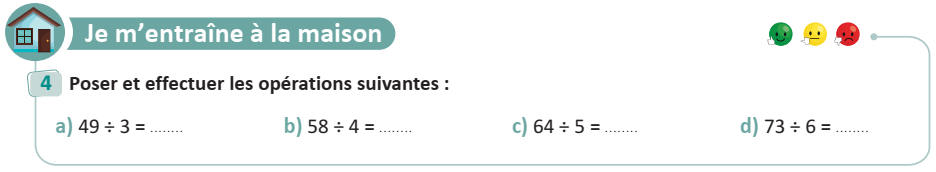 Je m'entraîne à la maison
4 Poser et effectuer les opérations suivantes :
a) 49 ÷ 3 = ........ b) 58 ÷ 4 = ........ c) 64 ÷ 5 = ........ d) 73 ÷ 6 = ........